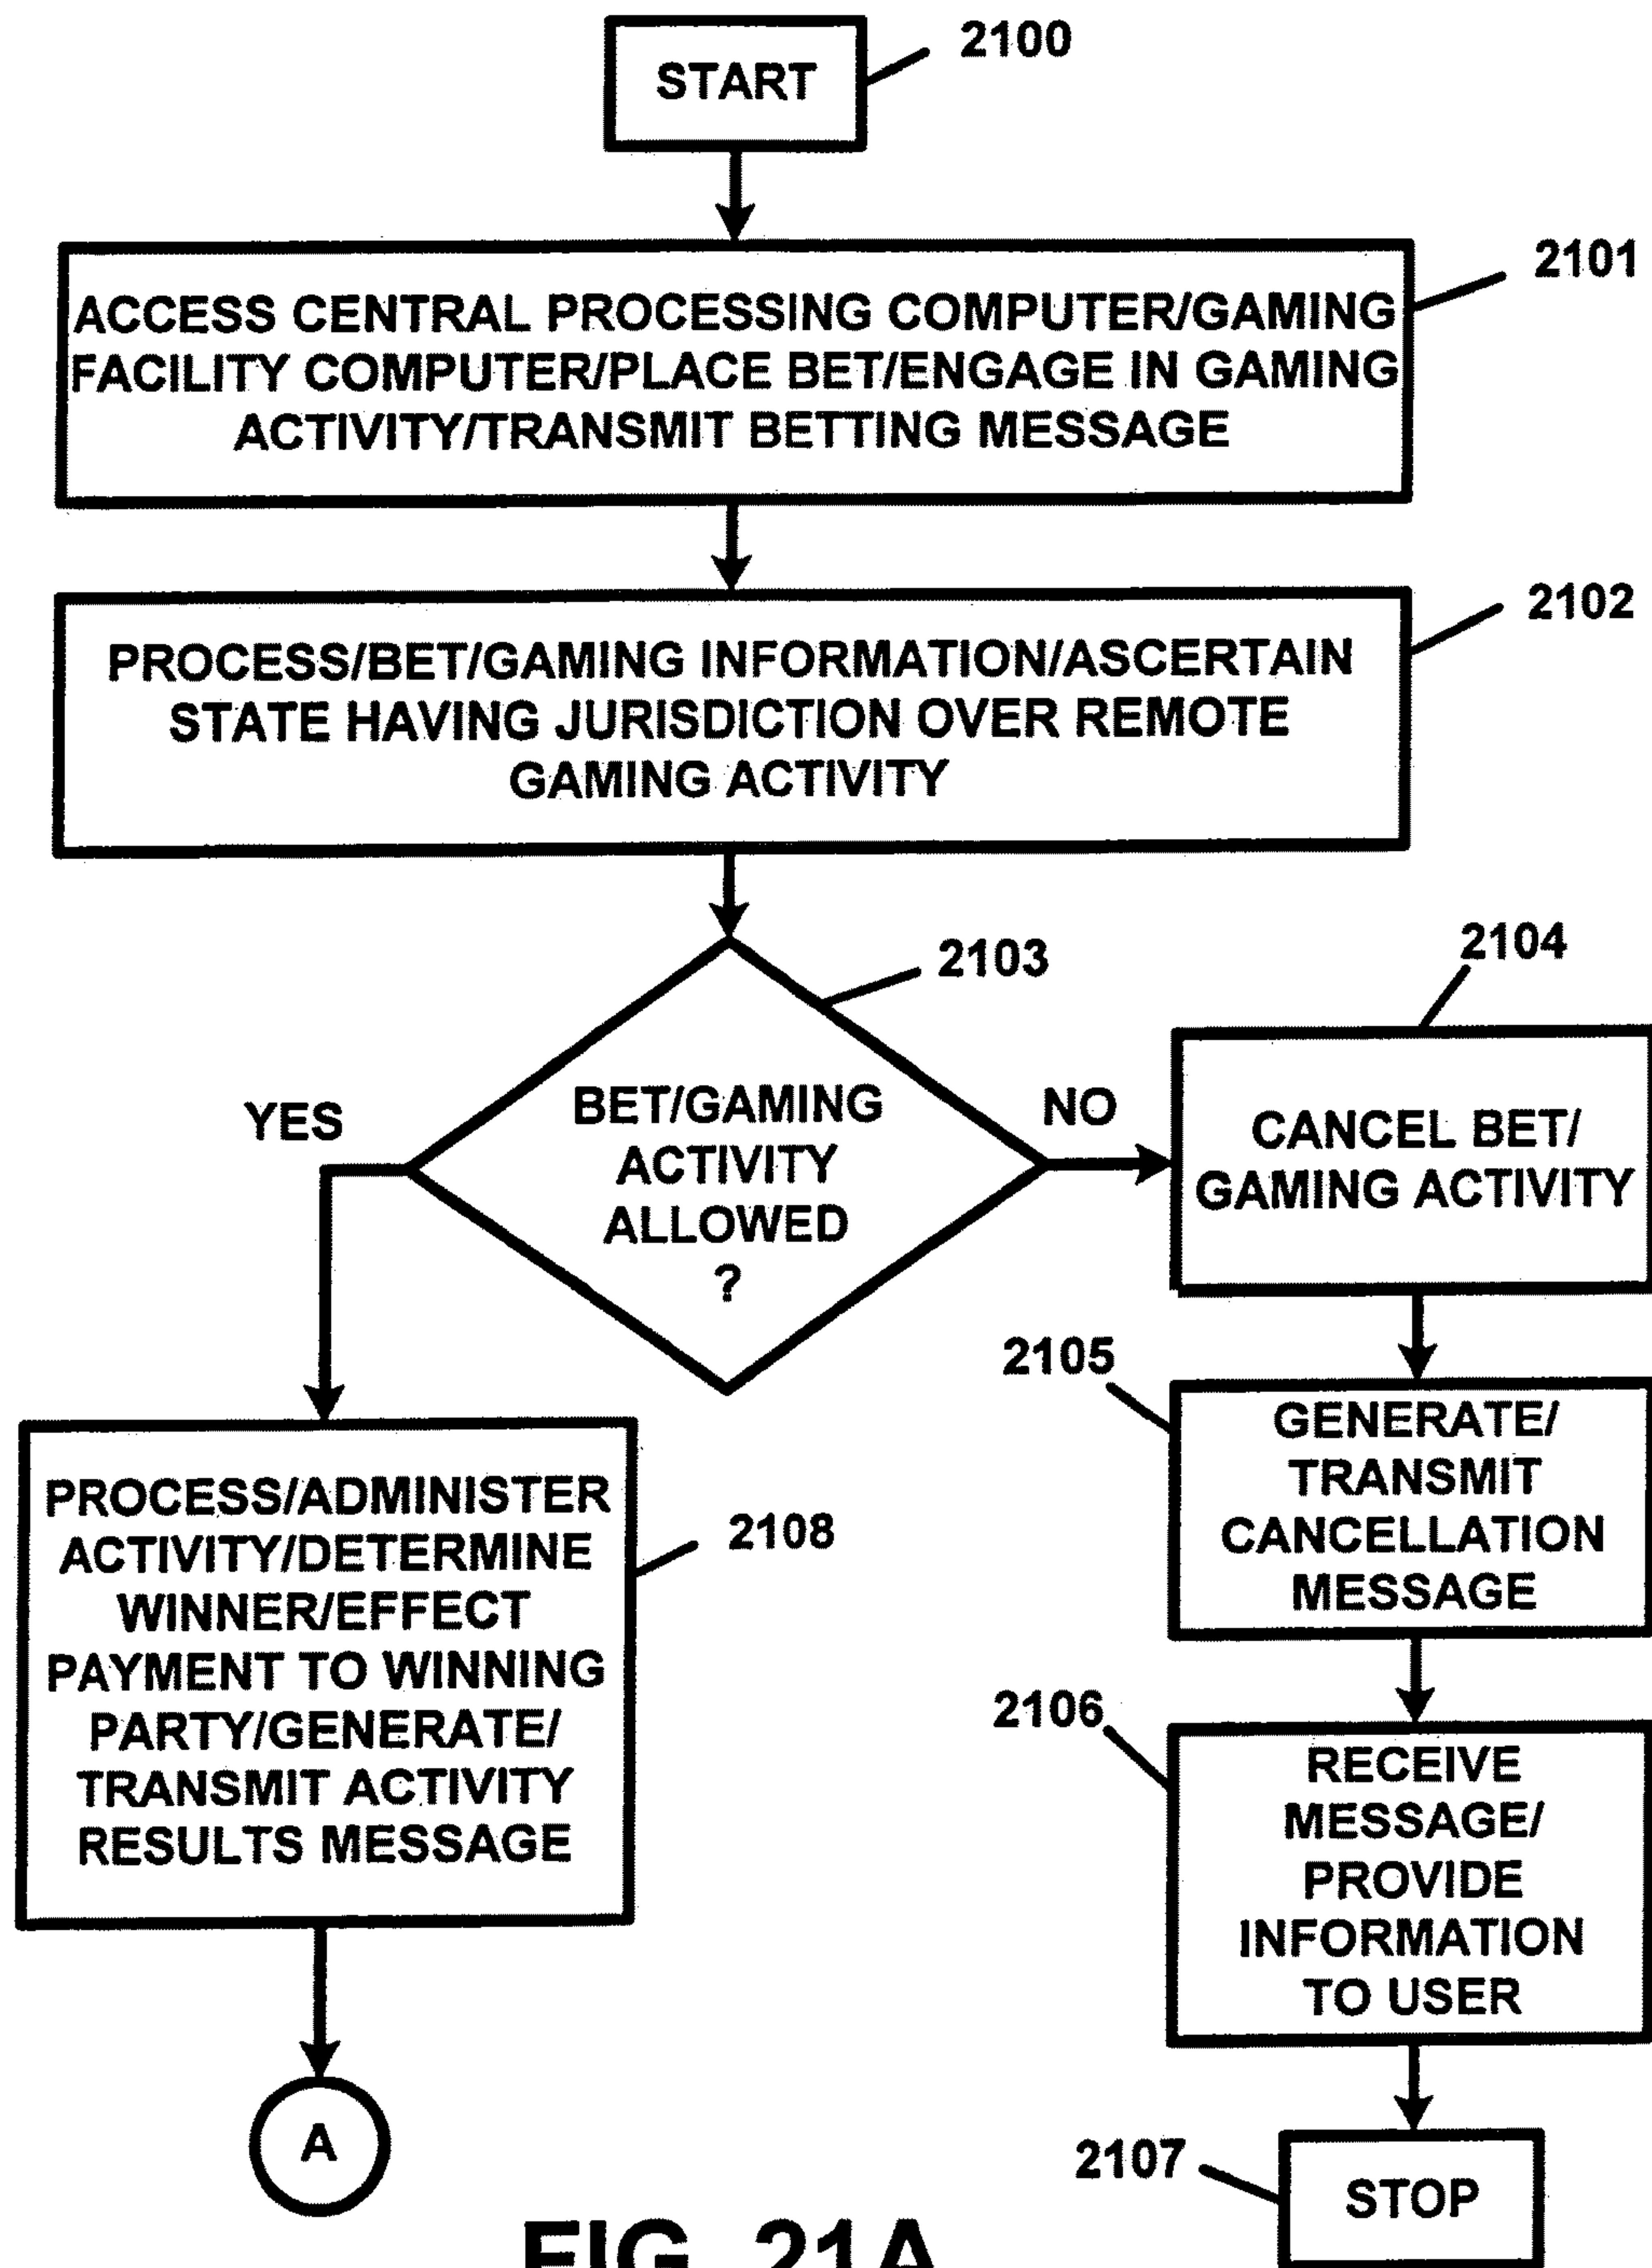 START
2100
2101
ACCESS CENTRAL PROCESSING COMPUTER/GAMING
FACILITY COMPUTER/PLACE BET/ENGAGE IN GAMING
ACTIVITY/TRANSMIT BETTING MESSAGE
2102
PROCESS/BET/GAMING INFORMATION/ASCERTAIN
STATE HAVING JURISDICTION OVER REMOTE
GAMING ACTIVITY
2103
BET/GAMING
ACTIVITY
ALLOWED
?
YES
NO
2104
CANCEL BET/
GAMING ACTIVITY
2105
GENERATE/
TRANSMIT
CANCELLATION
MESSAGE
2106
RECEIVE
MESSAGE/
PROVIDE
INFORMATION
TO USER
2107
STOP
PROCESS/ADMINISTER
ACTIVITY/DETERMINE
WINNER/EFFECT
PAYMENT TO WINNING
PARTY/GENERATE/
TRANSMIT ACTIVITY
RESULTS MESSAGE
2108
A
FIG. 21A